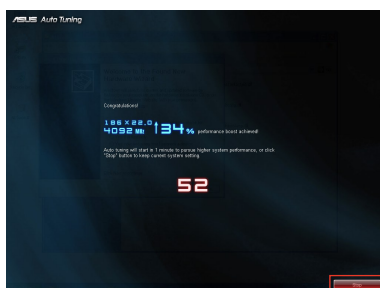 ASUS Auto Tuning
Congratulations!
186×22.0
4092 MHz 34% performance boost achieved!
Auto tuning will start in 1 minute to pursue higher system performance, or click
"Stop" button to keep current system setting.
52
Stop